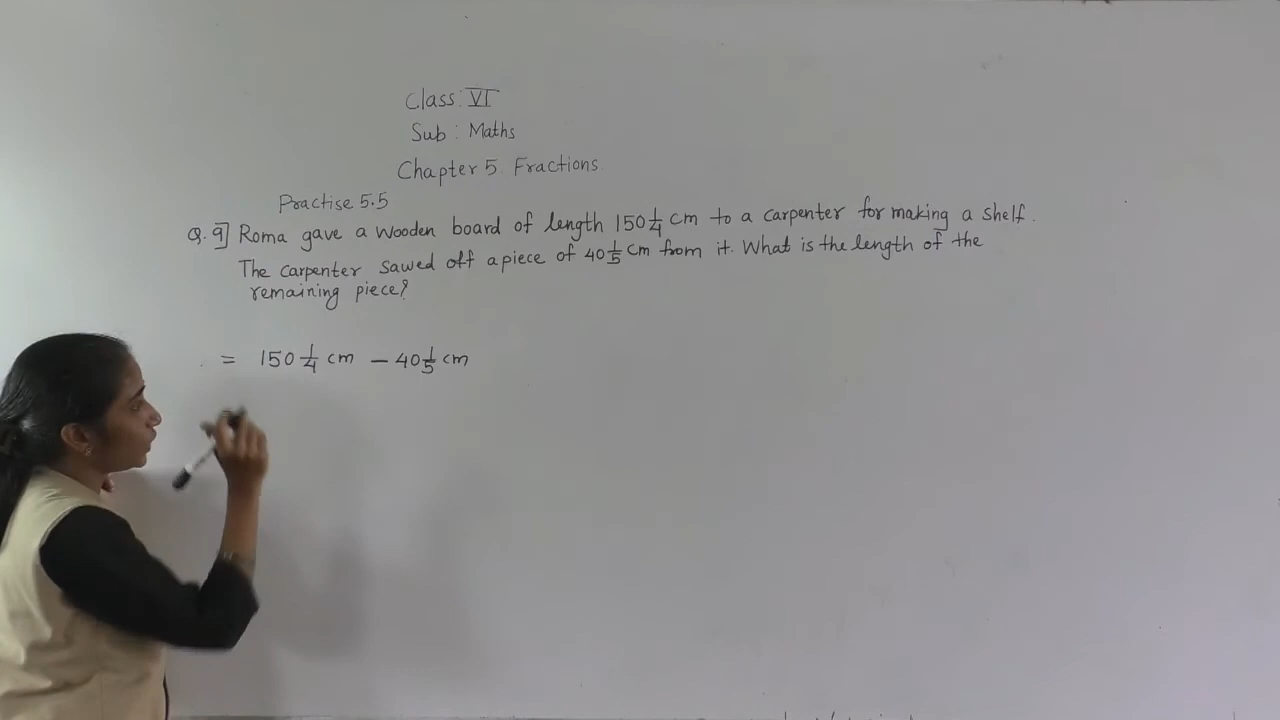 Class: VI
Sub : Maths
Chapter 5. Fractions.
Practise 5.5
Q. 9] Roma gave a wooden board of length 150 1/4 cm to a carpenter for making a shelf.
The carpenter sawed off a piece of 40 1/5 cm from it. What is the length of the
remaining piece?
= 150 1/4 cm – 40 1/5 cm